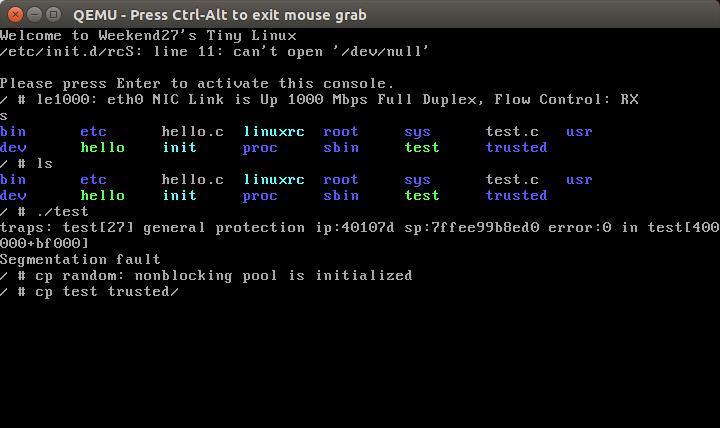 QEMU - Press Ctrl-Alt to exit mouse grab
Welcome to Weekend27's Tiny Linux
/etc/init.d/rcS: line 11: can't open '/dev/null'
Please press Enter to activate this console.
/ # le1000: eth0 NIC Link is Up 1000 Mbps Full Duplex, Flow Control: RX
s
bin etc hello.c linuxrc root sys test.c usr
dev hello init proc sbin test trusted
/ # ls
bin etc hello.c linuxrc root sys test.c usr
dev hello init proc sbin test trusted
/ # ./test
traps: test[27] general protection ip:40107d sp:7ffee99b8ed0 error:0 in test[400
000+bf000]
Segmentation fault
/ # cp random: nonblocking pool is initialized
/ # cp test trusted/